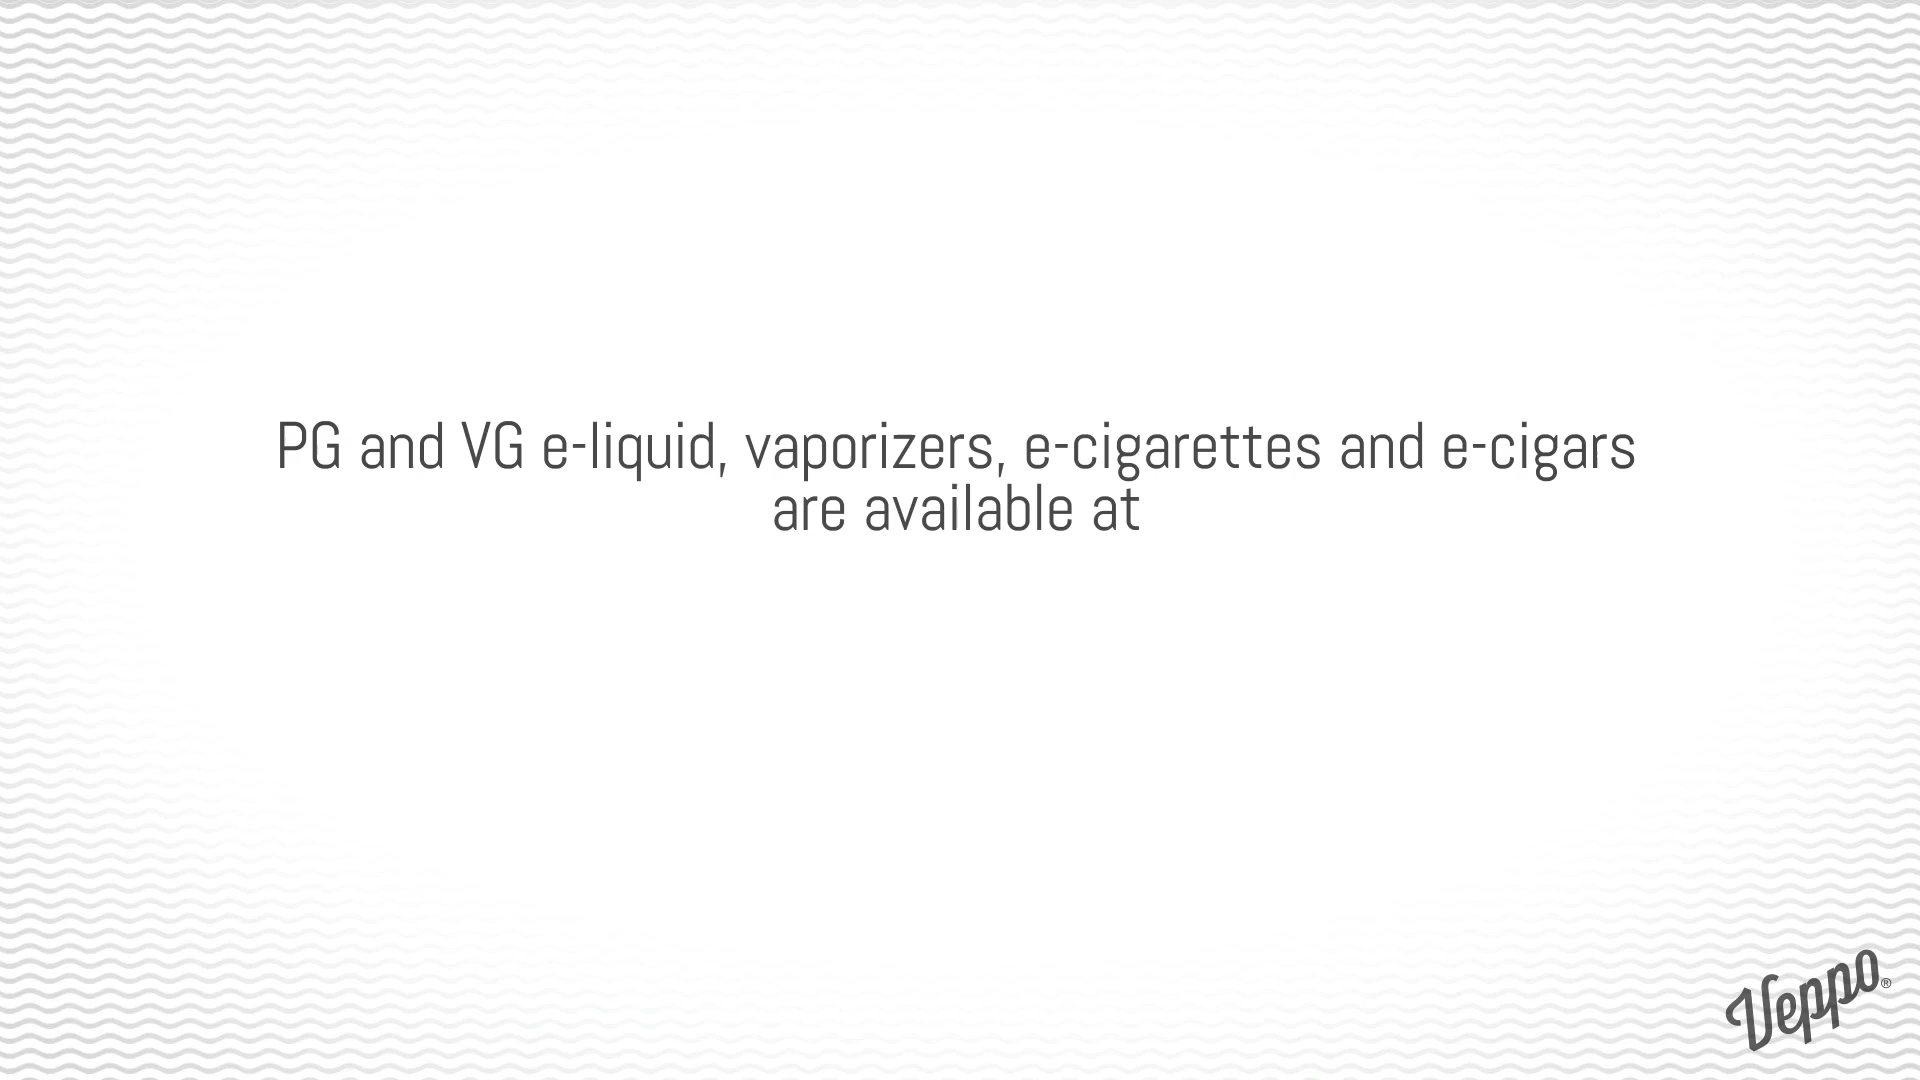 PG and VG e-liquid, vaporizers, e-cigarettes and e-cigars
are available at
Veppo®